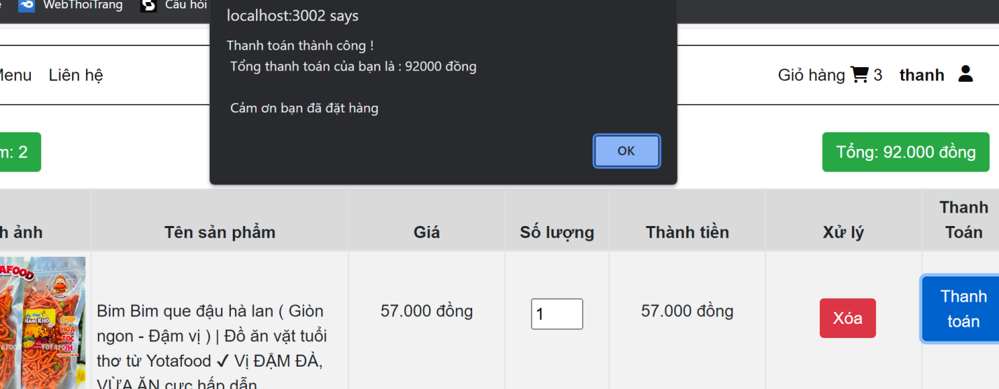 WebThoiTrang Câu hỏi
localhost:3002 says
Thanh toán thành công !
Tổng thanh toán của bạn là : 92000 đồng
Cảm ơn bạn đã đặt hàng
OK
Menu Liên hệ
Giỏ hàng 3 thanh
m: 2
Tổng: 92.000 đồng
h ảnh Tên sản phẩm Giá Số lượng Thành tiền Xử lý Thanh
Toán
Bim Bim que đậu hà lan ( Giòn
ngon - Đậm vị ) | Đồ ăn vặt tuổi
thơ từ Yotafood ✓ Vị ĐẬM ĐÀ,
VỪA ĂN cực hấp dẫn
57.000 đồng
1
57.000 đồng
Xóa
Thanh
toán
AFOOD
SHIP
HỎA
TỐC
2H